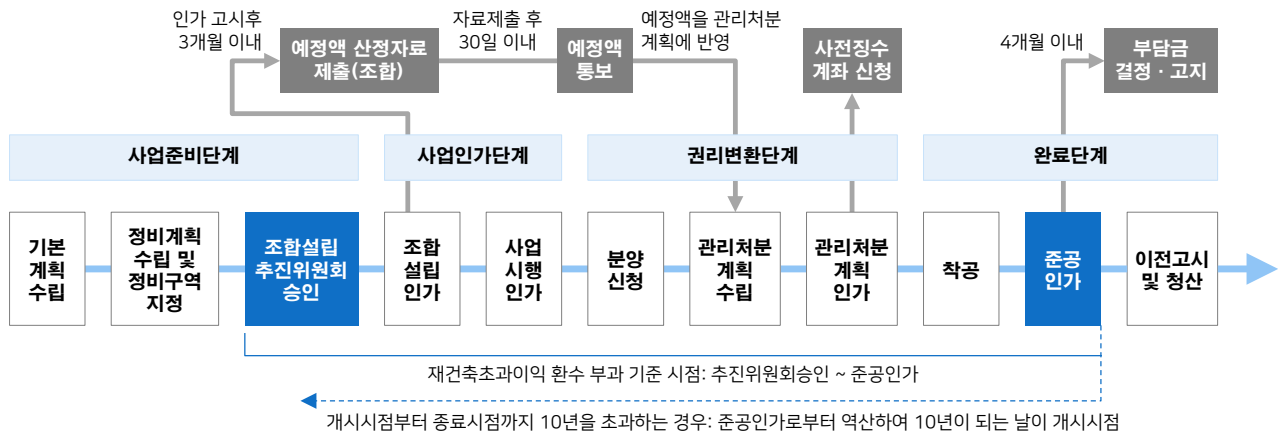 인가 고시후
3개월 이내
예정액 산정자료
제출(조합)
자료제출 후
30일 이내
예정액
통보
예정액을 관리처분
계획에 반영
사전징수
계좌 신청
4개월 이내
부담금
결정 · 고지
사업준비단계
사업인가단계
권리변환단계
완료단계
기본
계획
수립
정비계획
수립 및
정비구역
지정
조합설립
추진위원회
승인
조합
설립
인가
사업
시행
인가
분양
신청
관리처분
계획
수립
관리처분
계획
인가
착공
준공
인가
이전고시
및 청산
재건축초과이익 환수 부과 기준 시점: 추진위원회승인 ~ 준공인가
개시시점부터 종료시점까지 10년을 초과하는 경우: 준공인가로부터 역산하여 10년이 되는 날이 개시시점